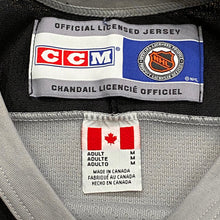 OFFICIAL LICENSED JERSEY
CCM
NHL
©NHL
CHANDAIL LICENCIÉ OFFICIEL
ADULT M
ADULTE M
ADULTO M
MADE IN CANADA
FABRIQUÉ AU CANADA
HECHO EN CANADA